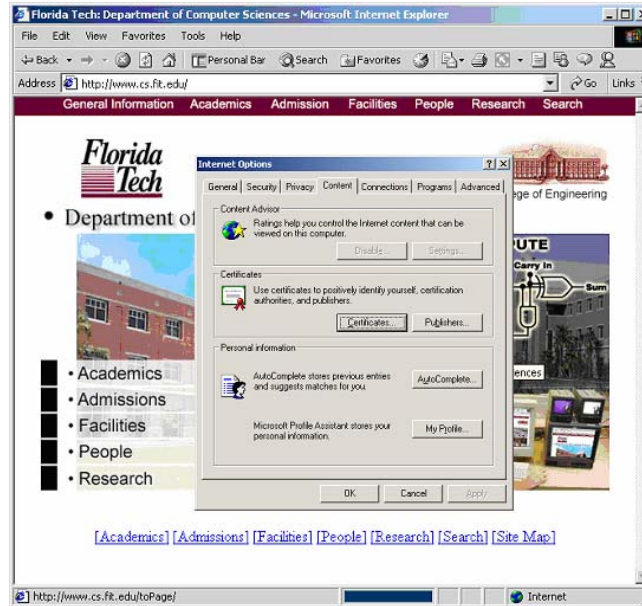 Florida Tech: Department of Computer Sciences - Microsoft Internet Explorer
File Edit View Favorites Tools Help
Back Personal Bar Search Favorites
Address http://www.cs.fit.edu/ Go Links
General Information Academics Admission Facilities People Research Search
Florida
Tech
ege of Engineering
• Department of
UTE
Carry In
Sum
ences
• Academics
• Admissions
• Facilities
• People
• Research
Internet Options
General Security Privacy Content Connections Programs Advanced
Content Advisor
Ratings help you control the Internet content that can be
viewed on this computer.
Disable... Settings...
Certificates
Use certificates to positively identify yourself, certification
authorities, and publishers.
Certificates... Publishers...
Personal information
AutoComplete stores previous entries
and suggests matches for you.
AutoComplete...
Microsoft Profile Assistant stores your
personal information.
My Profile...
OK Cancel Apply
[Academics] [Admissions] [Facilities] [People] [Research] [Search] [Site Map]
http://www.cs.fit.edu/toPage/ Internet